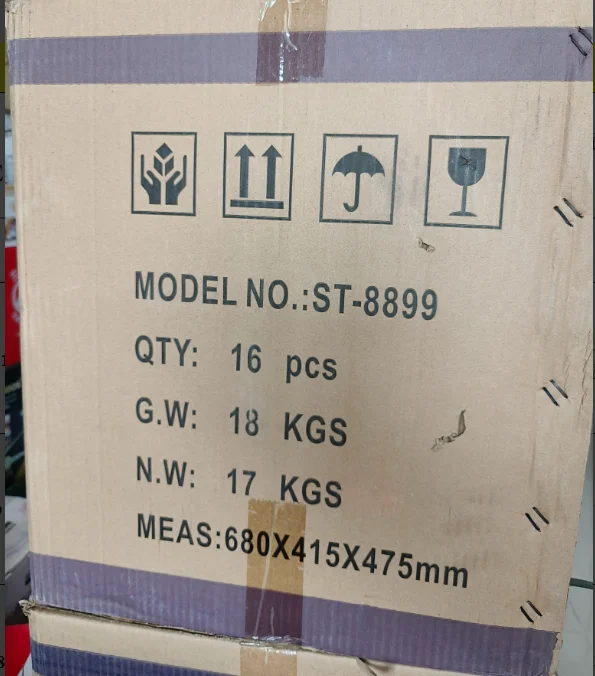 MODEL NO.:ST-8899
QTY: 16 pcs
G.W: 18 KGS
N.W: 17 KGS
MEAS:680X415X475mm